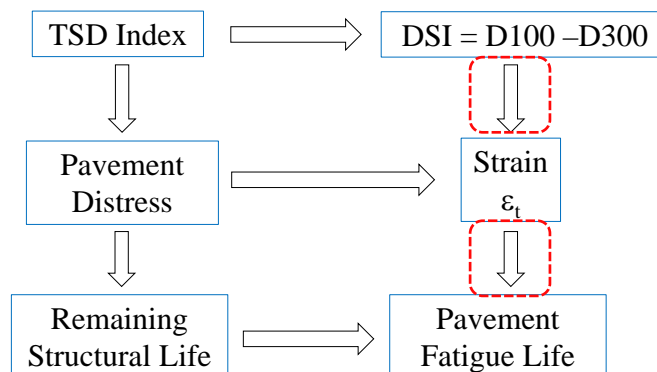 TSD Index
DSI = D100 –D300
Pavement
Distress
Strain
εt
Remaining
Structural Life
Pavement
Fatigue Life